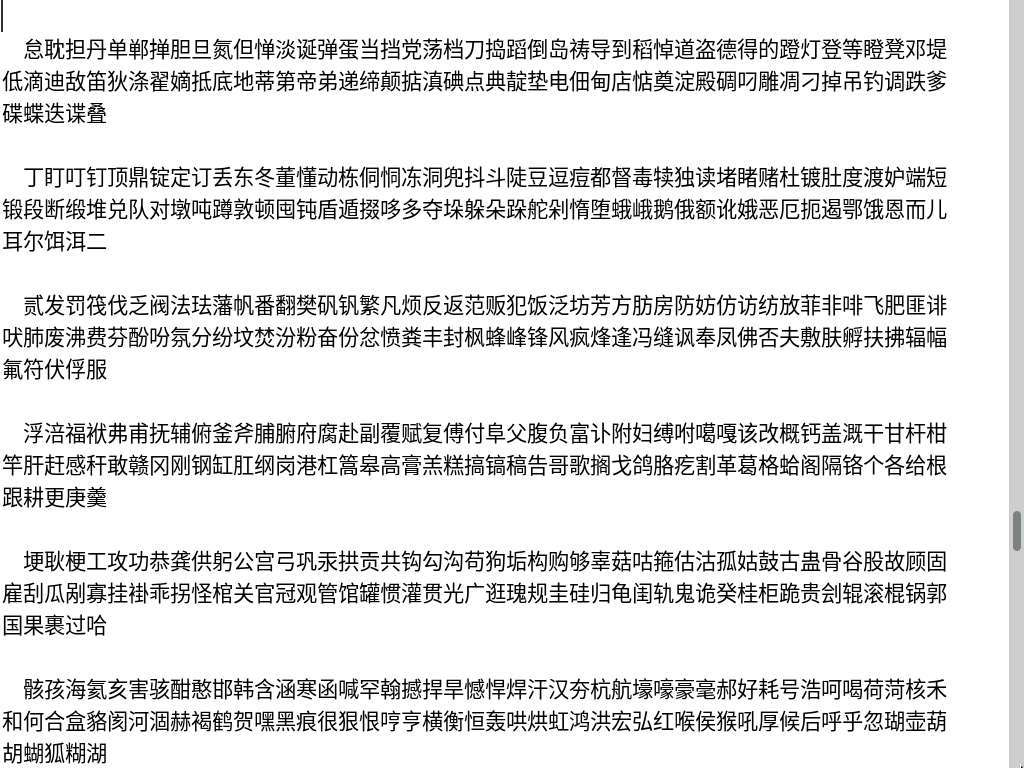 怠耽担丹单郸掸胆旦氮但惮淡诞弹蛋当挡党荡档刀捣蹈倒岛祷导到稻悼道盗德得的蹬灯登等瞪凳邓堤
低滴迪敌笛狄涤翟嫡抵底地蒂第帝弟递缔颠掂滇碘点典靛垫电佃甸店惦奠淀殿碉叼雕凋刁掉吊钓调跌爹
碟蝶迭谍叠
丁盯叮钉顶鼎锭定订丢东冬董懂动栋侗恫冻洞兜抖斗陡豆逗痘都督毒犊独读堵睹赌杜镀肚度渡妒端短
锻段断缎堆兑队对墩吨蹲敦顿囤钝盾遁掇哆多夺垛躲朵跺舵剁惰堕蛾峨鹅俄额讹娥恶厄扼遏鄂饿恩而儿
耳尔饵洱二
贰发罚筏伐乏阀法珐藩帆番翻樊矾钒繁凡烦反返范贩犯饭泛坊芳方肪房防妨仿访纺放菲非啡飞肥匪诽
吠肺废沸费芬酚吩氛分纷坟焚汾粉奋份忿愤粪丰封枫蜂峰锋风疯烽逢冯缝讽奉凤佛否夫敷肤孵扶拂辐幅
氟符伏俘服
浮涪福袱弗甫抚辅俯釜斧脯腑府腐赴副覆赋复傅付阜父腹负富讣附妇缚咐噶嘎该改概钙盖溉干甘杆柑
竿肝赶感秆敢赣冈刚钢缸肛纲岗港杠篙皋高膏羔糕搞镐稿告哥歌搁戈鸽胳疙割革葛格蛤阁隔铬个各给根
跟耕更庚羹
埂耿梗工攻功恭龚供躬公宫弓巩汞拱贡共钩勾沟苟狗垢构购够辜菇咕箍估沽孤姑鼓古蛊骨谷股故顾固
雇刮瓜剐寡挂褂乖拐怪棺关官冠观管馆罐惯灌贯光广逛瑰规圭硅归龟闺轨鬼诡癸桂柜跪贵刽辊滚棍锅郭
国果裹过哈
骸孩海氦亥害骇酣憨邯韩含涵寒函喊罕翰撼捍旱憾悍焊汗汉夯杭航壕嚎豪毫郝好耗号浩呵喝荷菏核禾
和何合盒貉阂河涸赫褐鹤贺嘿黑痕很狠恨哼亨横衡恒轰哄烘虹鸿洪宏弘红喉侯猴吼厚候后呼乎忽瑚壶葫
胡蝴狐糊湖